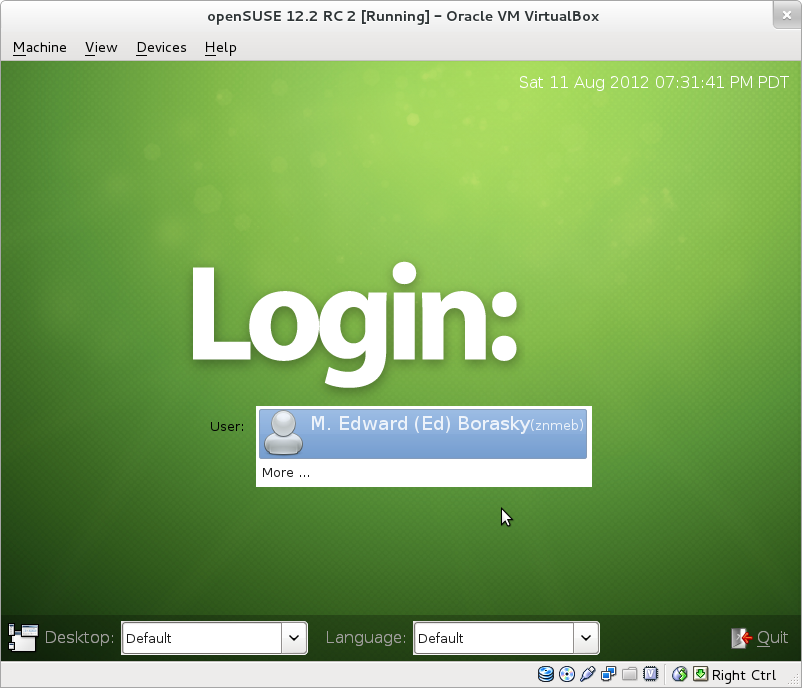 openSUSE 12.2 RC 2 [Running] – Oracle VM VirtualBox
Machine View Devices Help
Sat 11 Aug 2012 07:31:41 PM PDT
Login:
User: M. Edward (Ed) Borasky(znmeb)
More ...
Desktop: Default Language: Default Quit
Right Ctrl